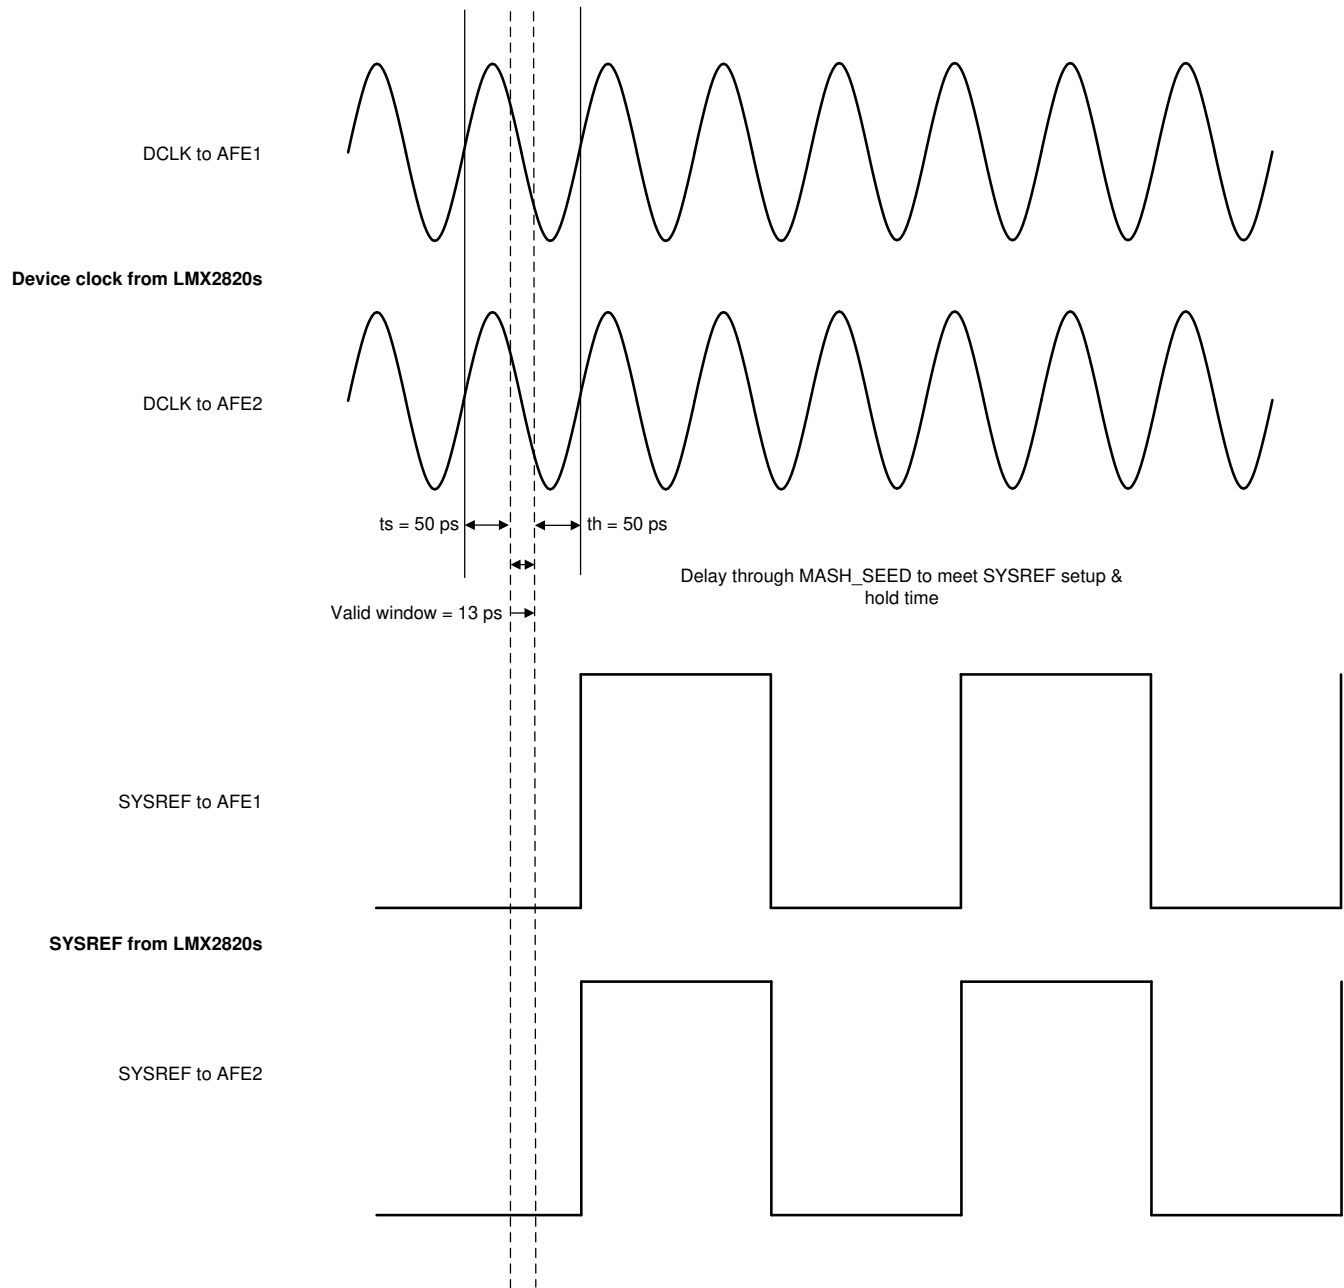 DCLK to AFE1
Device clock from LMX2820s
DCLK to AFE2
ts = 50 ps
th = 50 ps
Delay through MASH_SEED to meet SYSREF setup &
hold time
Valid window = 13 ps
SYSREF to AFE1
SYSREF from LMX2820s
SYSREF to AFE2